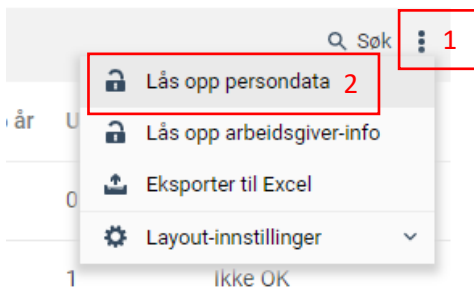 Søk 1
Lås opp persondata 2
år U
Lås opp arbeidsgiver-info
0
Eksporter til Excel
Layout-innstillinger
1 Ikke OK